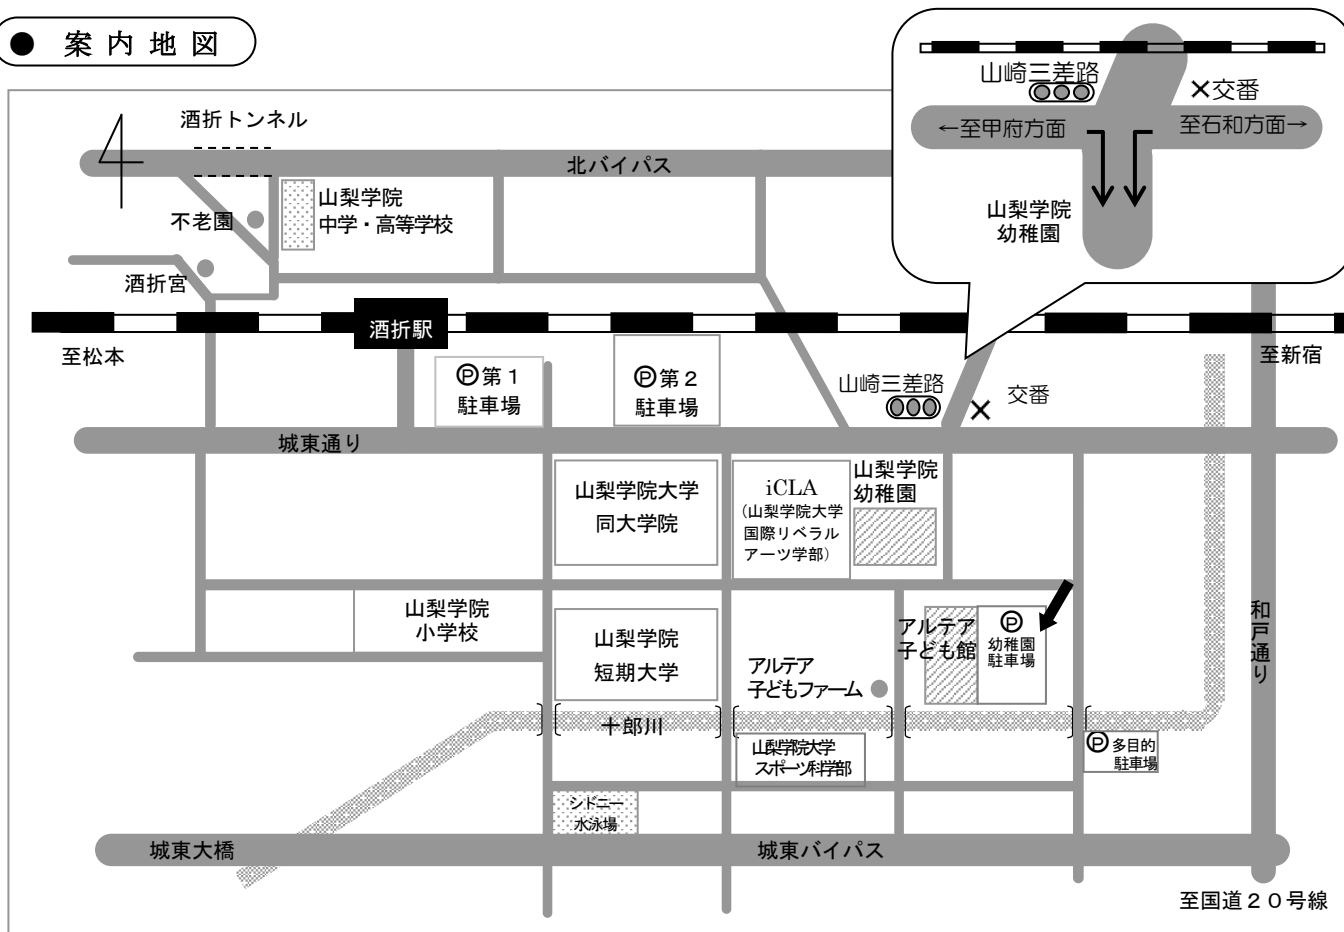 ● 案内地図
山崎三差路
×交番
←至甲府方面
至石和方面→
山梨学院
幼稚園
酒折トンネル
北バイパス
山梨学院
中学・高等学校
不老園
酒折宮
酒折駅
至松本
至新宿
Ⓟ第１
駐車場
Ⓟ第２
駐車場
山崎三差路
× 交番
城東通り
山梨学院大学
同大学院
iCLA
(山梨学院大学
国際リベラル
アーツ学部)
山梨学院
幼稚園
山梨学院
小学校
山梨学院
短期大学
アルテア
子どもファーム
アルテア
子ども館
Ⓟ
幼稚園
駐車場
和戸通り
十郎川
山梨学院大学
スポーツ科学部
Ⓟ多目的
駐車場
シドニー
水泳場
城東大橋
城東バイパス
至国道２０号線